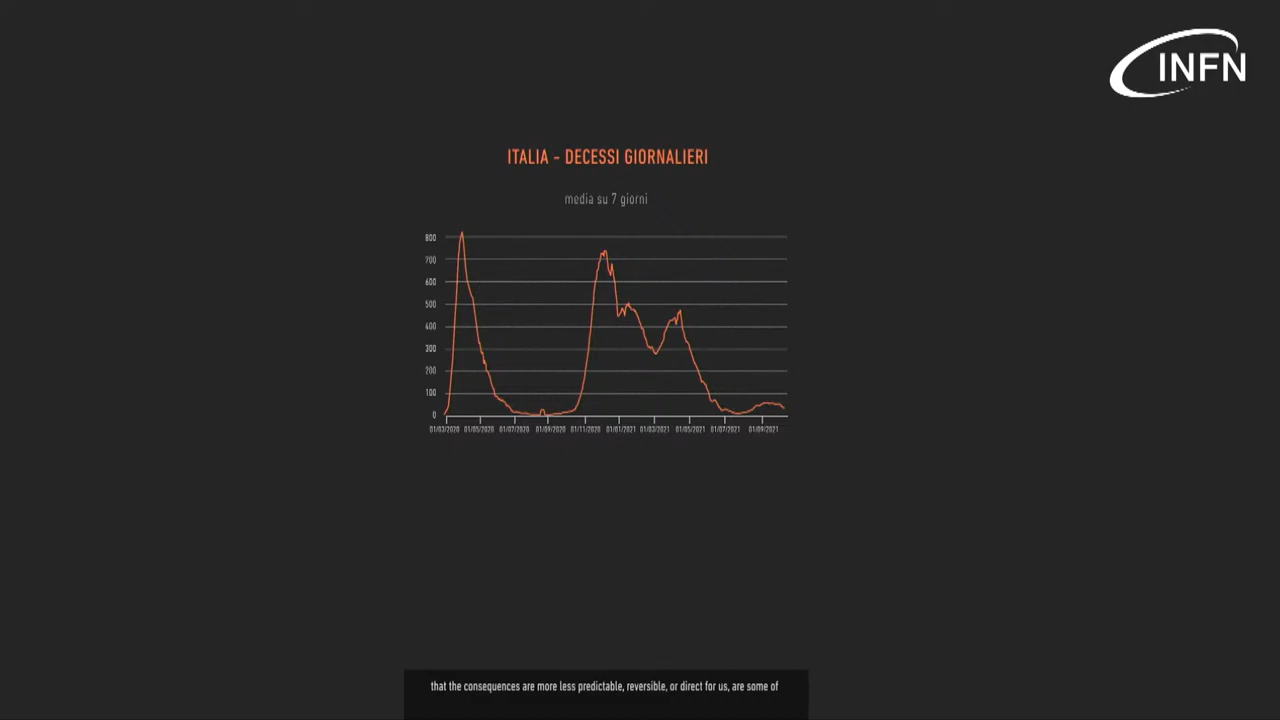 INFN
ITALIA - DECESSI GIORNALIERI
media su 7 giorni
800
700
600
500
400
300
200
100
0
01/03/2020 01/05/2020 01/07/2020 01/09/2020 01/11/2020 01/01/2021 01/03/2021 01/05/2021 01/07/2021 01/09/2021
that the consequences are more less predictable, reversible, or direct for us, are some of